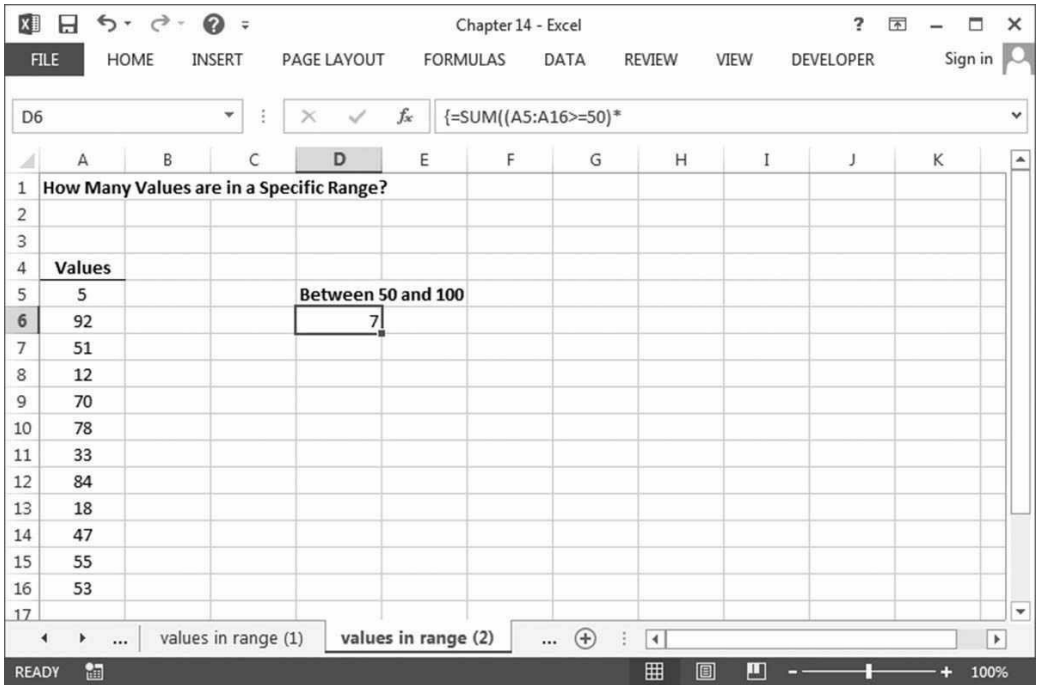 Chapter 14 - Excel
FILE HOME INSERT PAGE LAYOUT FORMULAS DATA REVIEW VIEW DEVELOPER Sign in
D6 fx {=SUM((A5:A16>=50)*
A B C D E F G H I J K
1 How Many Values are in a Specific Range?
2
3
4 Values
5 5 Between 50 and 100
6 92 7
7 51
8 12
9 70
10 78
11 33
12 84
13 18
14 47
15 55
16 53
17
... values in range (1) values in range (2) ...
READY 100%